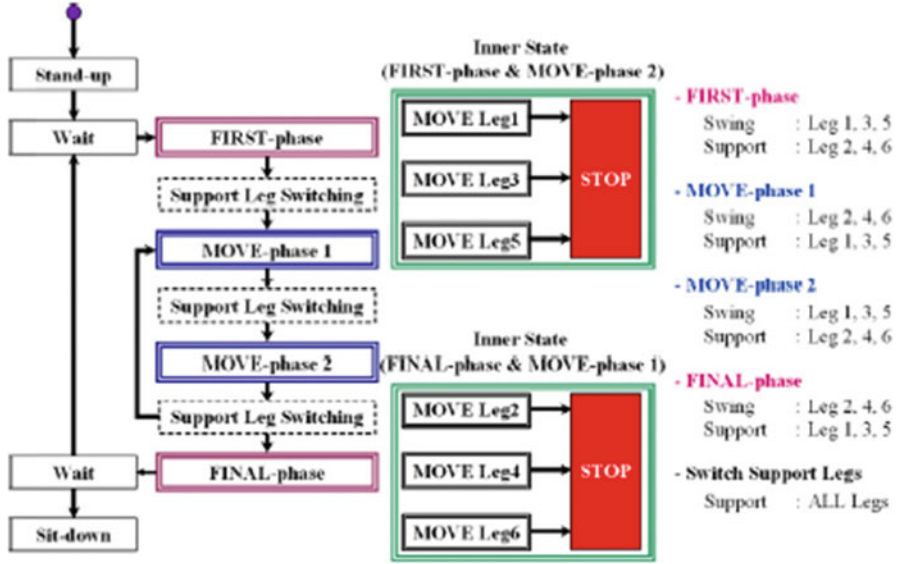 Stand-up
Wait
FIRST-phase
Support Leg Switching
MOVE-phase 1
Support Leg Switching
MOVE-phase 2
Support Leg Switching
FINAL-phase
Wait
Sit-down
Inner State
(FIRST-phase & MOVE-phase 2)
MOVE Leg1
MOVE Leg3
MOVE Leg5
STOP
Inner State
(FINAL-phase & MOVE-phase 1)
MOVE Leg2
MOVE Leg4
MOVE Leg6
STOP
- FIRST-phase
Swing : Leg 1, 3, 5
Support : Leg 2, 4, 6
- MOVE-phase 1
Swing : Leg 2, 4, 6
Support : Leg 1, 3, 5
- MOVE-phase 2
Swing : Leg 1, 3, 5
Support : Leg 2, 4, 6
- FINAL-phase
Swing : Leg 2, 4, 6
Support : Leg 1, 3, 5
- Switch Support Legs
Support : ALL Legs